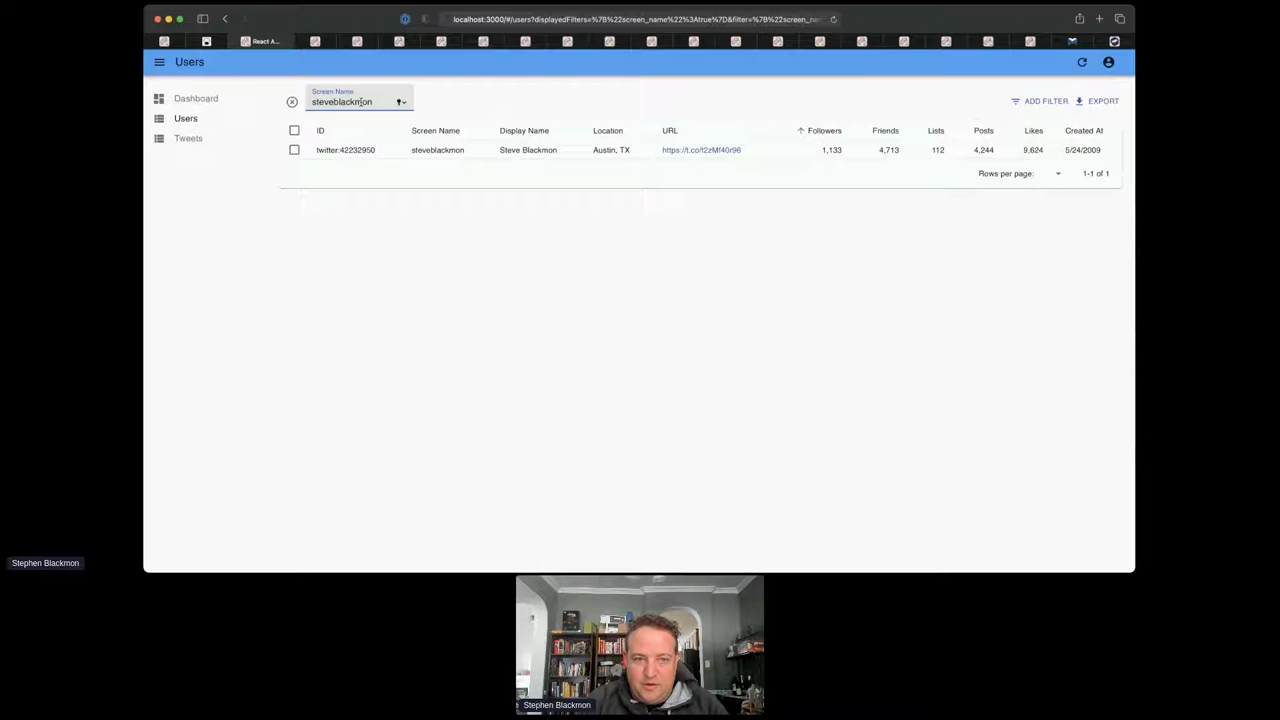 localhost:3000/#/users?displayedFilters=%7B%22screen_name%22%3Atrue%7D&filter=%7B%22screen_na...
React A...
Users
Screen Name
steveblackmon
ADD FILTER
EXPORT
Dashboard
Users
Tweets
ID Screen Name Display Name Location URL Followers Friends Lists Posts Likes Created At
twitter:42232950 steveblackmon Steve Blackmon Austin, TX 1,133 4,713 112 4,244 9,624 5/24/2009
Rows per page: 1-1 of 1
Stephen Blackmon
Stephen Blackmon